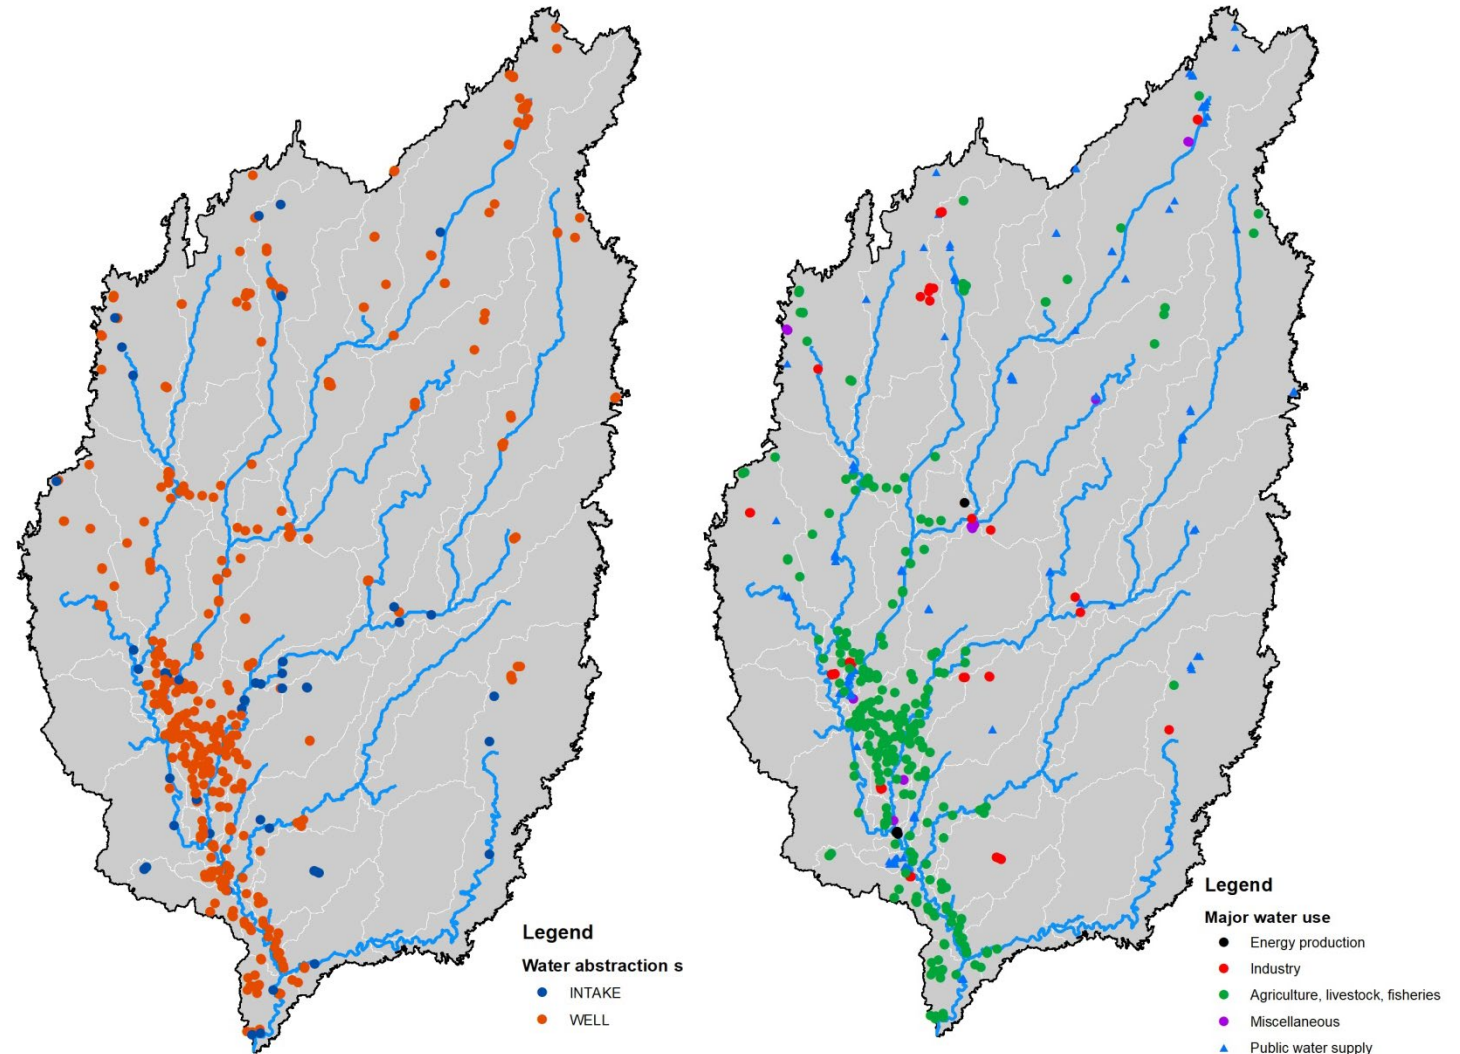 Legend
Water abstraction s
INTAKE
WELL
Legend
Major water use
Energy production
Industry
Agriculture, livestock, fisheries
Miscellaneous
Public water supply